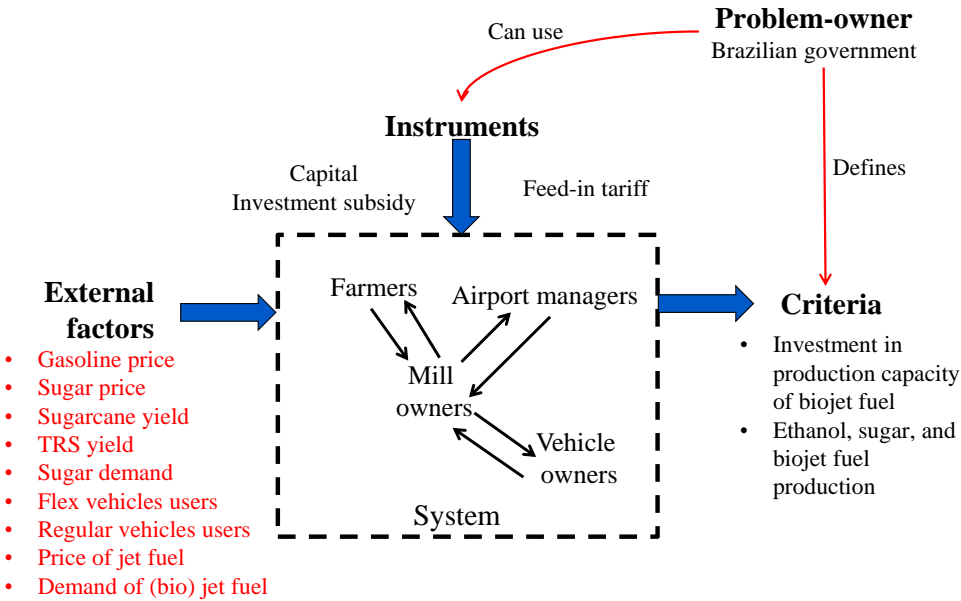 Problem-owner
Brazilian government
Can use
Instruments
Defines
Capital
Investment subsidy
Feed-in tariff
External
factors
• Gasoline price
• Sugar price
• Sugarcane yield
• TRS yield
• Sugar demand
• Flex vehicles users
• Regular vehicles users
• Price of jet fuel
• Demand of (bio) jet fuel
Farmers
Airport managers
Mill
owners
Vehicle
owners
System
Criteria
• Investment in
production capacity
of biojet fuel
• Ethanol, sugar, and
biojet fuel
production